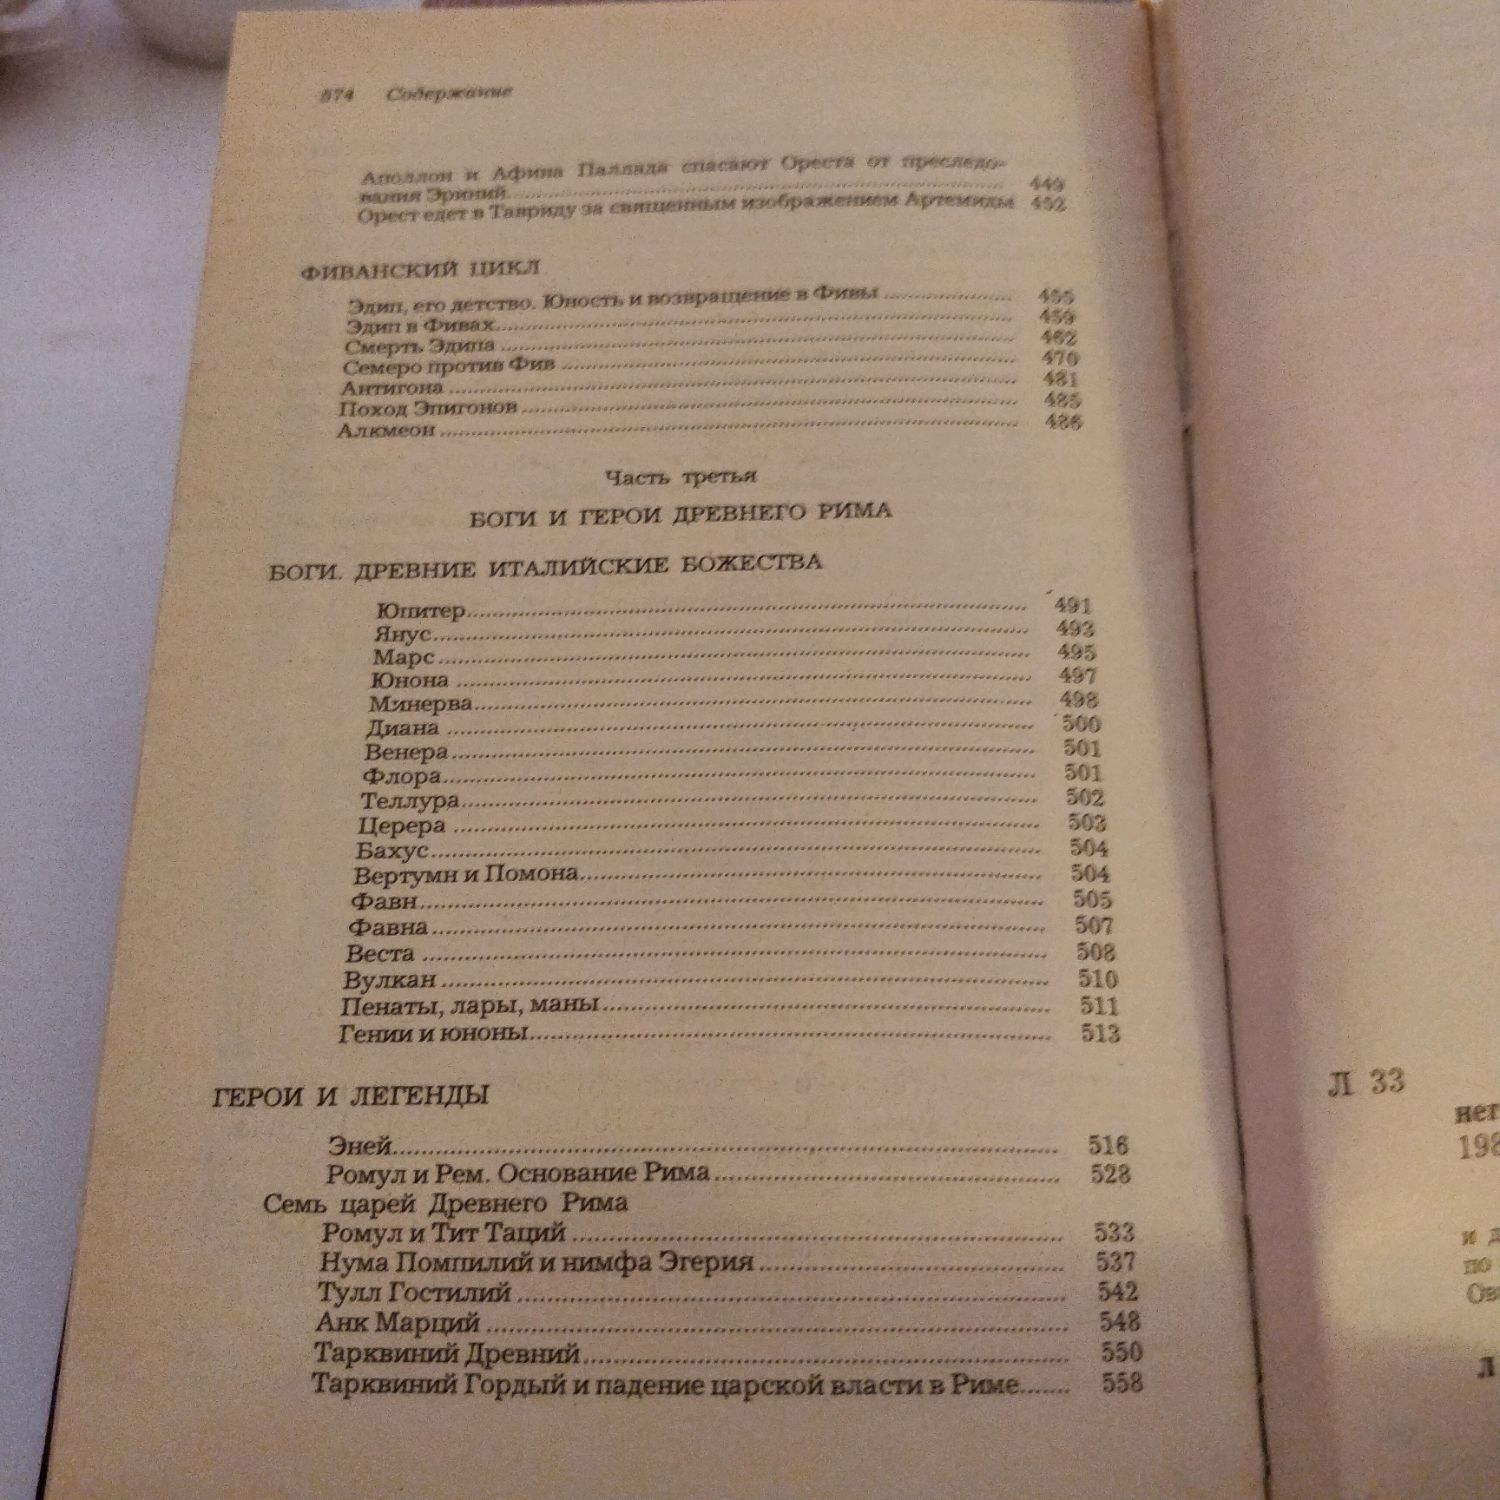 574 Содержание
Аполлон и Афина Паллада спасают Ореста от преследо-
вания Эриний 449
Орест едет в Тавриду за священным изображением Артемиды 452
ФИВАНСКИЙ ЦИКЛ
Эдип, его детство. Юность и возвращение в Фивы 455
Эдип в Фивах 459
Смерть Эдипа 462
Семеро против Фив 470
Антигона 481
Поход Эпигонов 485
Алкмеон 486
Часть третья
БОГИ И ГЕРОИ ДРЕВНЕГО РИМА
БОГИ. ДРЕВНИЕ ИТАЛИЙСКИЕ БОЖЕСТВА
Юпитер 491
Янус 493
Марс 495
Юнона 497
Минерва 498
Диана 500
Венера 501
Флора 501
Теллура 502
Церера 503
Бахус 504
Вертумн и Помона 504
Фавн 505
Фавна 507
Веста 508
Вулкан 510
Пенаты, лары, маны 511
Гении и юноны 513
ГЕРОИ И ЛЕГЕНДЫ
Эней 516
Ромул и Рем. Основание Рима 528
Семь царей Древнего Рима
Ромул и Тит Таций 533
Нума Помпилий и нимфа Эгерия 537
Тулл Гостилий 542
Анк Марций 548
Тарквиний Древний 550
Тарквиний Гордый и падение царской власти в Риме 558
Л 33
нег
198
и д
по
Ов
Л